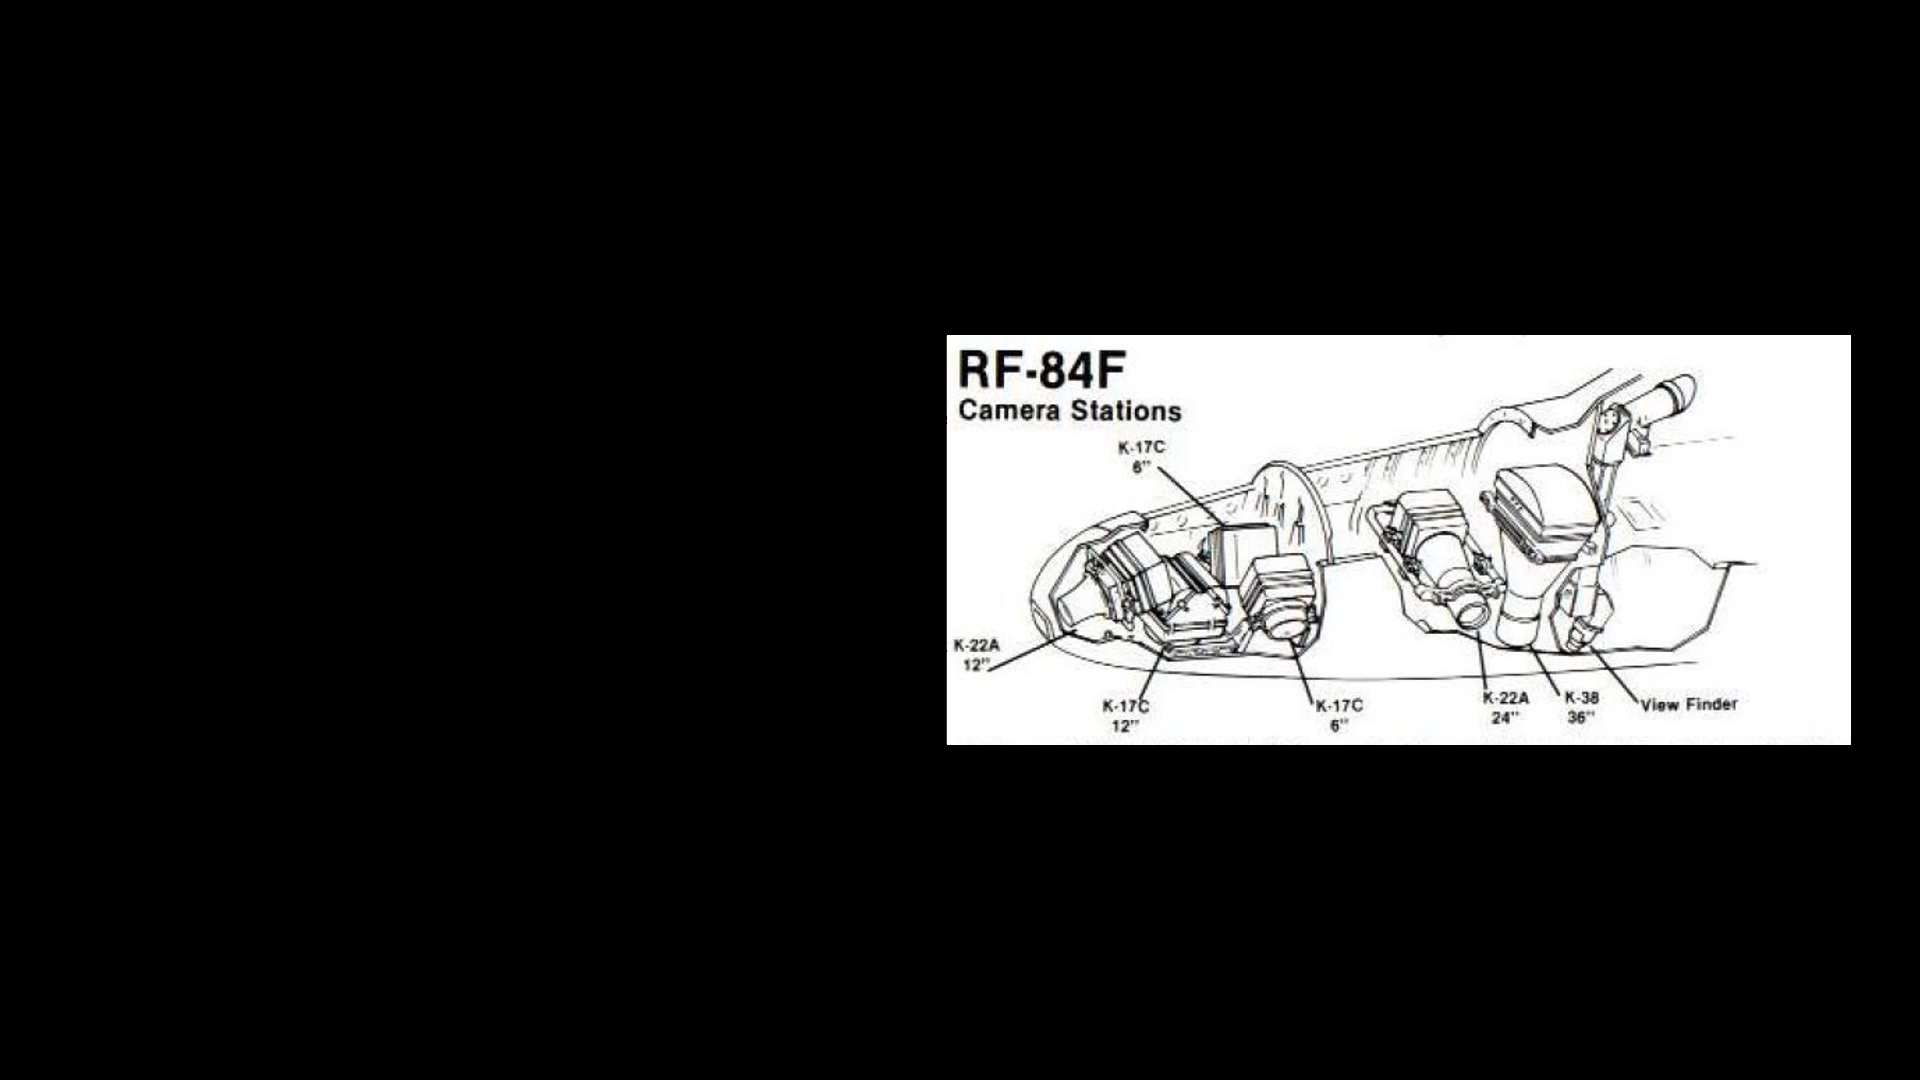 RF-84F
Camera Stations
K-17C
6"
K-22A
12"
K-17C
12"
K-17C
6"
K-22A
24"
K-38
36"
View Finder